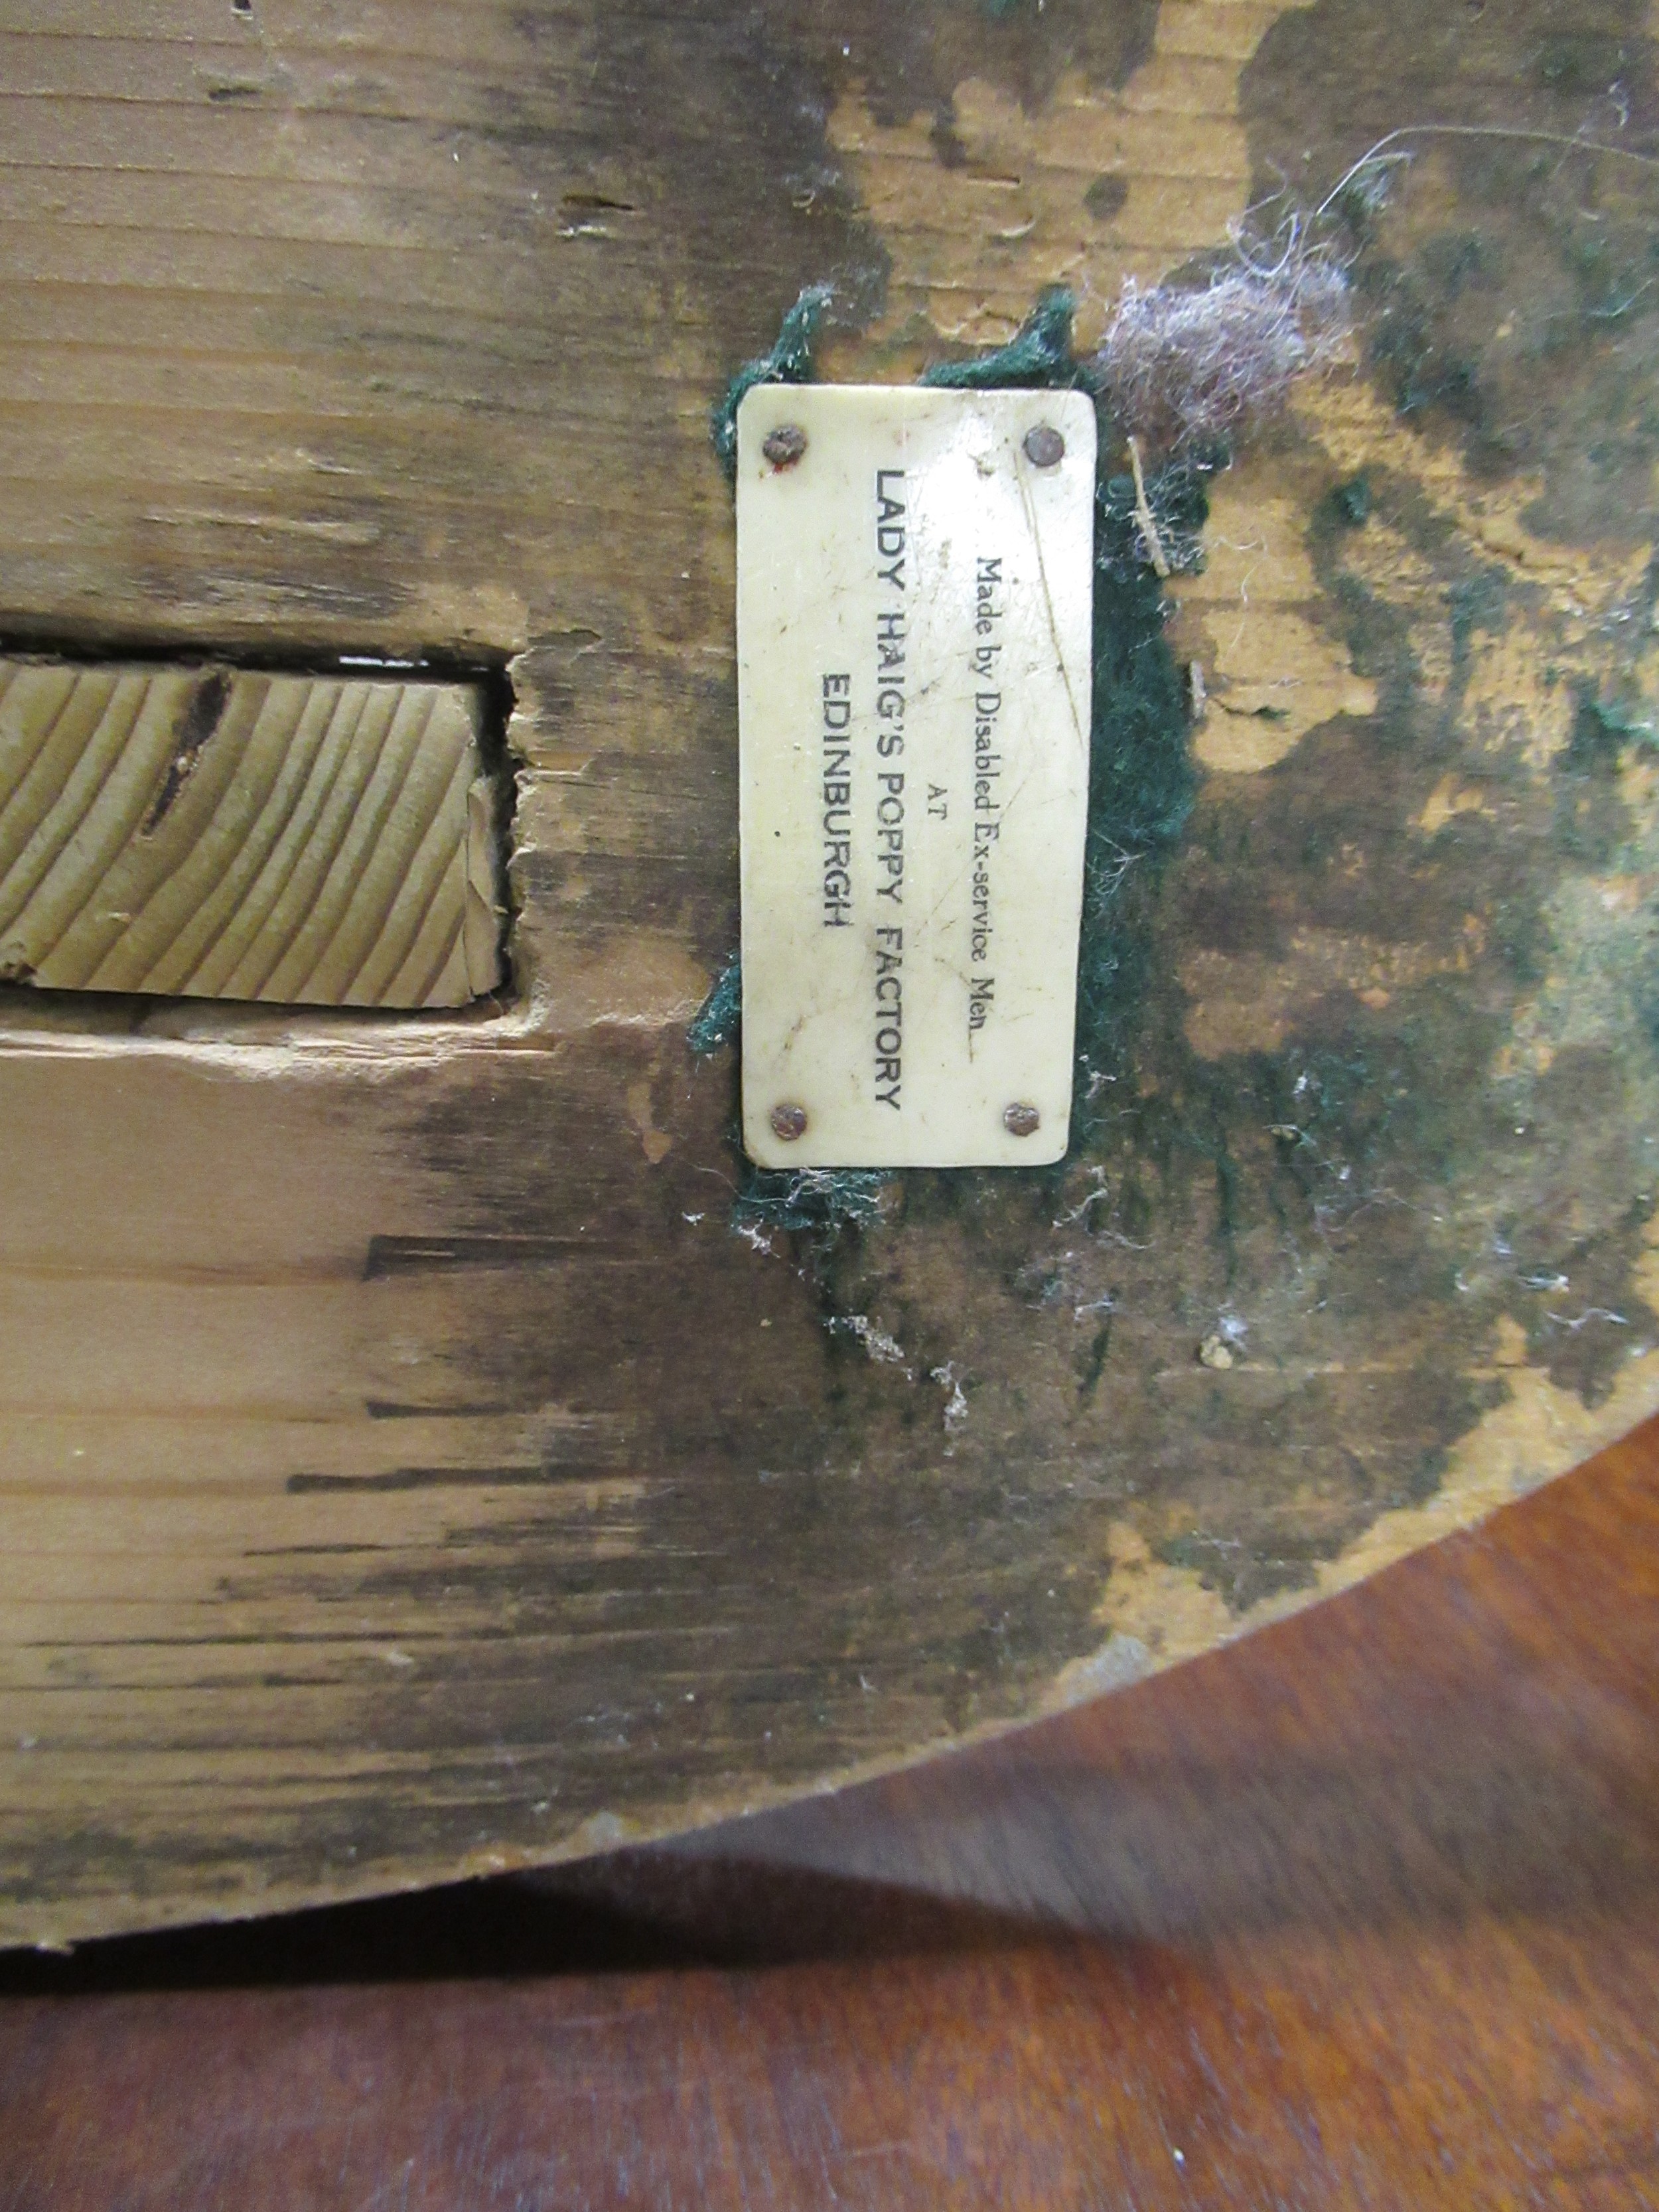 Made by Disabled Ex-service Men
AT
LADY HAIG'S POPPY FACTORY
EDINBURGH